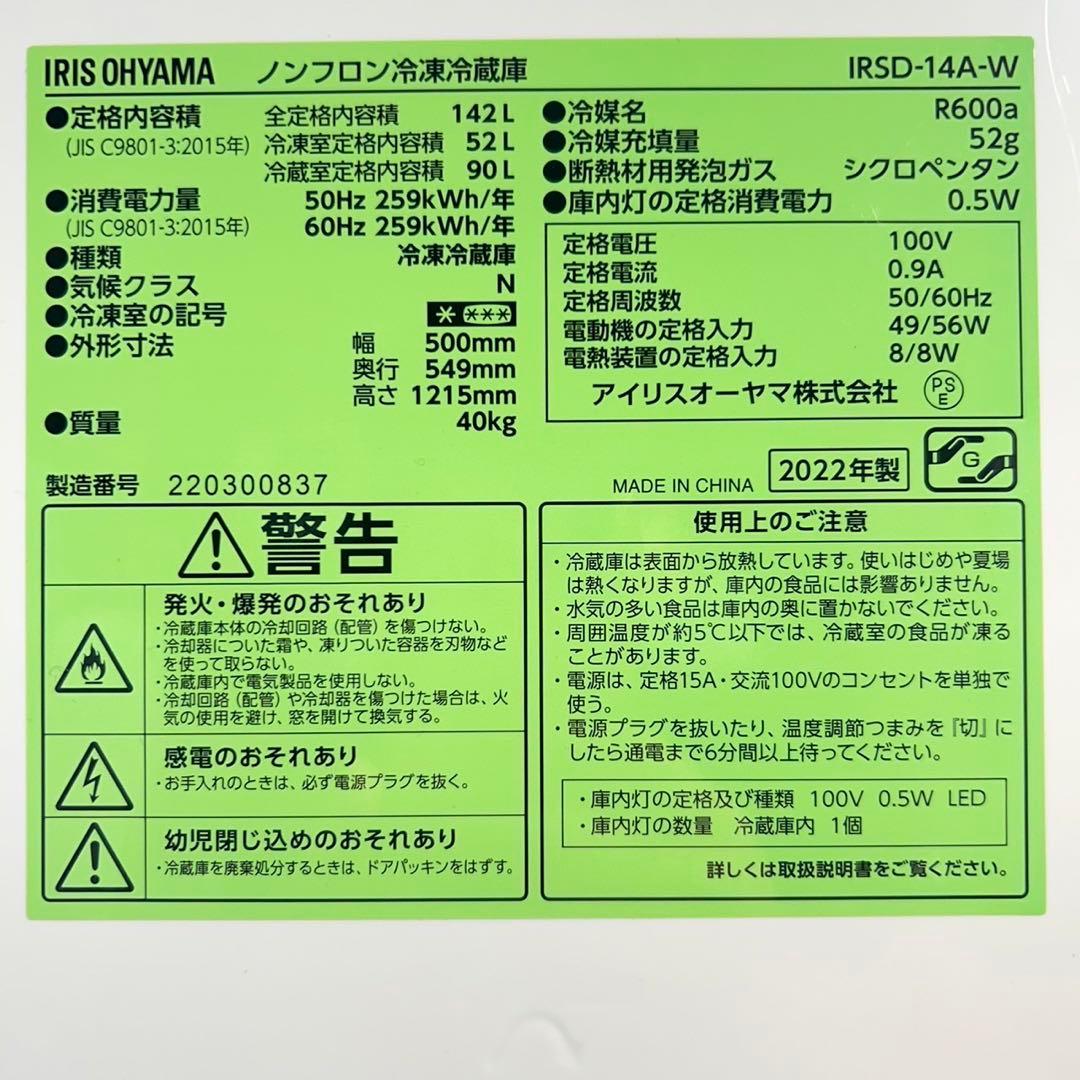 IRIS OHYAMA ノンフロン冷凍冷蔵庫 IRSD-14A-W
●定格内容積 全定格内容積 142 L
(JIS C9801-3:2015年) 冷凍室定格内容積 52 L
冷蔵室定格内容積 90 L
●消費電力量 50Hz 259kWh/年
(JIS C9801-3:2015年) 60Hz 259kWh/年
●種類 冷凍冷蔵庫
●気候クラス N
●冷凍室の記号 * ***
●外形寸法 幅 500mm
奥行 549mm
高さ 1215mm
●質量 40kg
製造番号 220300837
●冷媒名 R600a
●冷媒充填量 52g
●断熱材用発泡ガス シクロペンタン
●庫内灯の定格消費電力 0.5W
定格電圧 100V
定格電流 0.9A
定格周波数 50/60Hz
電動機の定格入力 49/56W
電熱装置の定格入力 8/8W
アイリスオーヤマ株式会社 PSE
MADE IN CHINA 2022年製 G
警告
発火・爆発のおそれあり
・冷蔵庫本体の冷却回路（配管）を傷つけない。
・冷却器についた霜や、凍りついた容器を刃物など
を使って取らない。
・冷蔵庫内で電気製品を使用しない。
・冷却回路（配管）や冷却器を傷つけた場合は、火
気の使用を避け、窓を開けて換気する。
感電のおそれあり
・お手入れのときは、必ず電源プラグを抜く。
幼児閉じ込めのおそれあり
・冷蔵庫を廃棄処分するときは、ドアパッキンをはずす。
使用上のご注意
・冷蔵庫は表面から放熱しています。使いはじめや夏場
は熱くなりますが、庫内の食品には影響ありません。
・水気の多い食品は庫内の奥に置かないでください。
・周囲温度が約5℃以下では、冷蔵室の食品が凍る
ことがあります。
・電源は、定格15A・交流100Vのコンセントを単独で
使う。
・電源プラグを抜いたり、温度調節つまみを『切』に
したら通電まで6分間以上待ってください。
・庫内灯の定格及び種類 100V 0.5W LED
・庫内灯の数量 冷蔵庫内 1個
詳しくは取扱説明書をご覧ください。